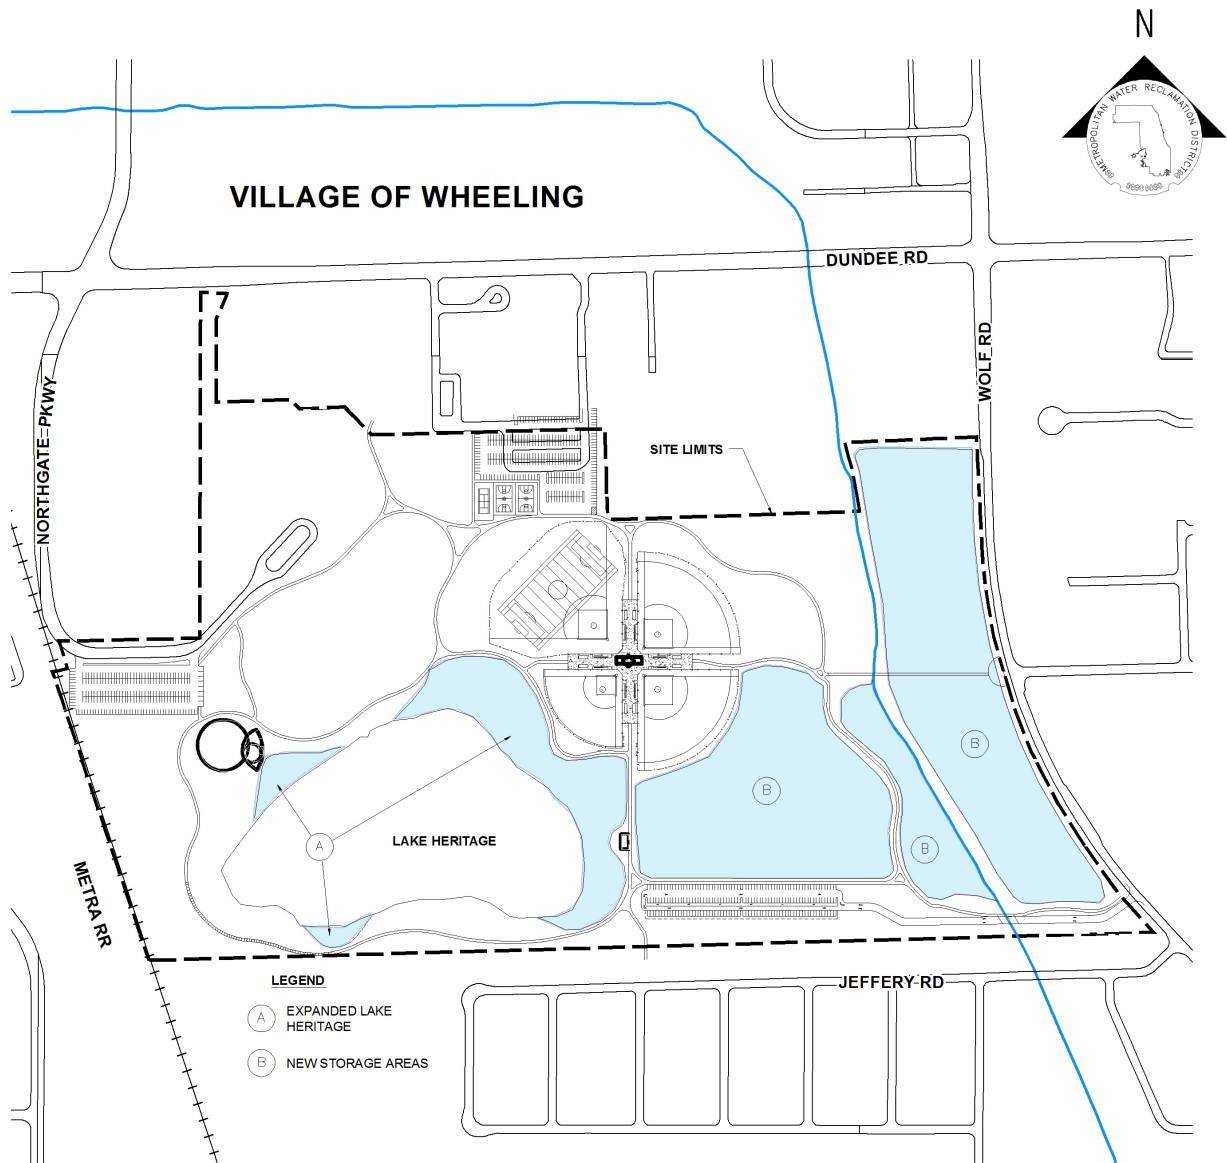 N
METROPOLITAN WATER RECLAMATION DISTRICT
VILLAGE OF WHEELING
DUNDEE RD
WOLF RD
NORTHGATE PKWY
SITE LIMITS
B
B
B
A
LAKE HERITAGE
METRA RR
JEFFERY RD
LEGEND
A EXPANDED LAKE
HERITAGE
B NEW STORAGE AREAS